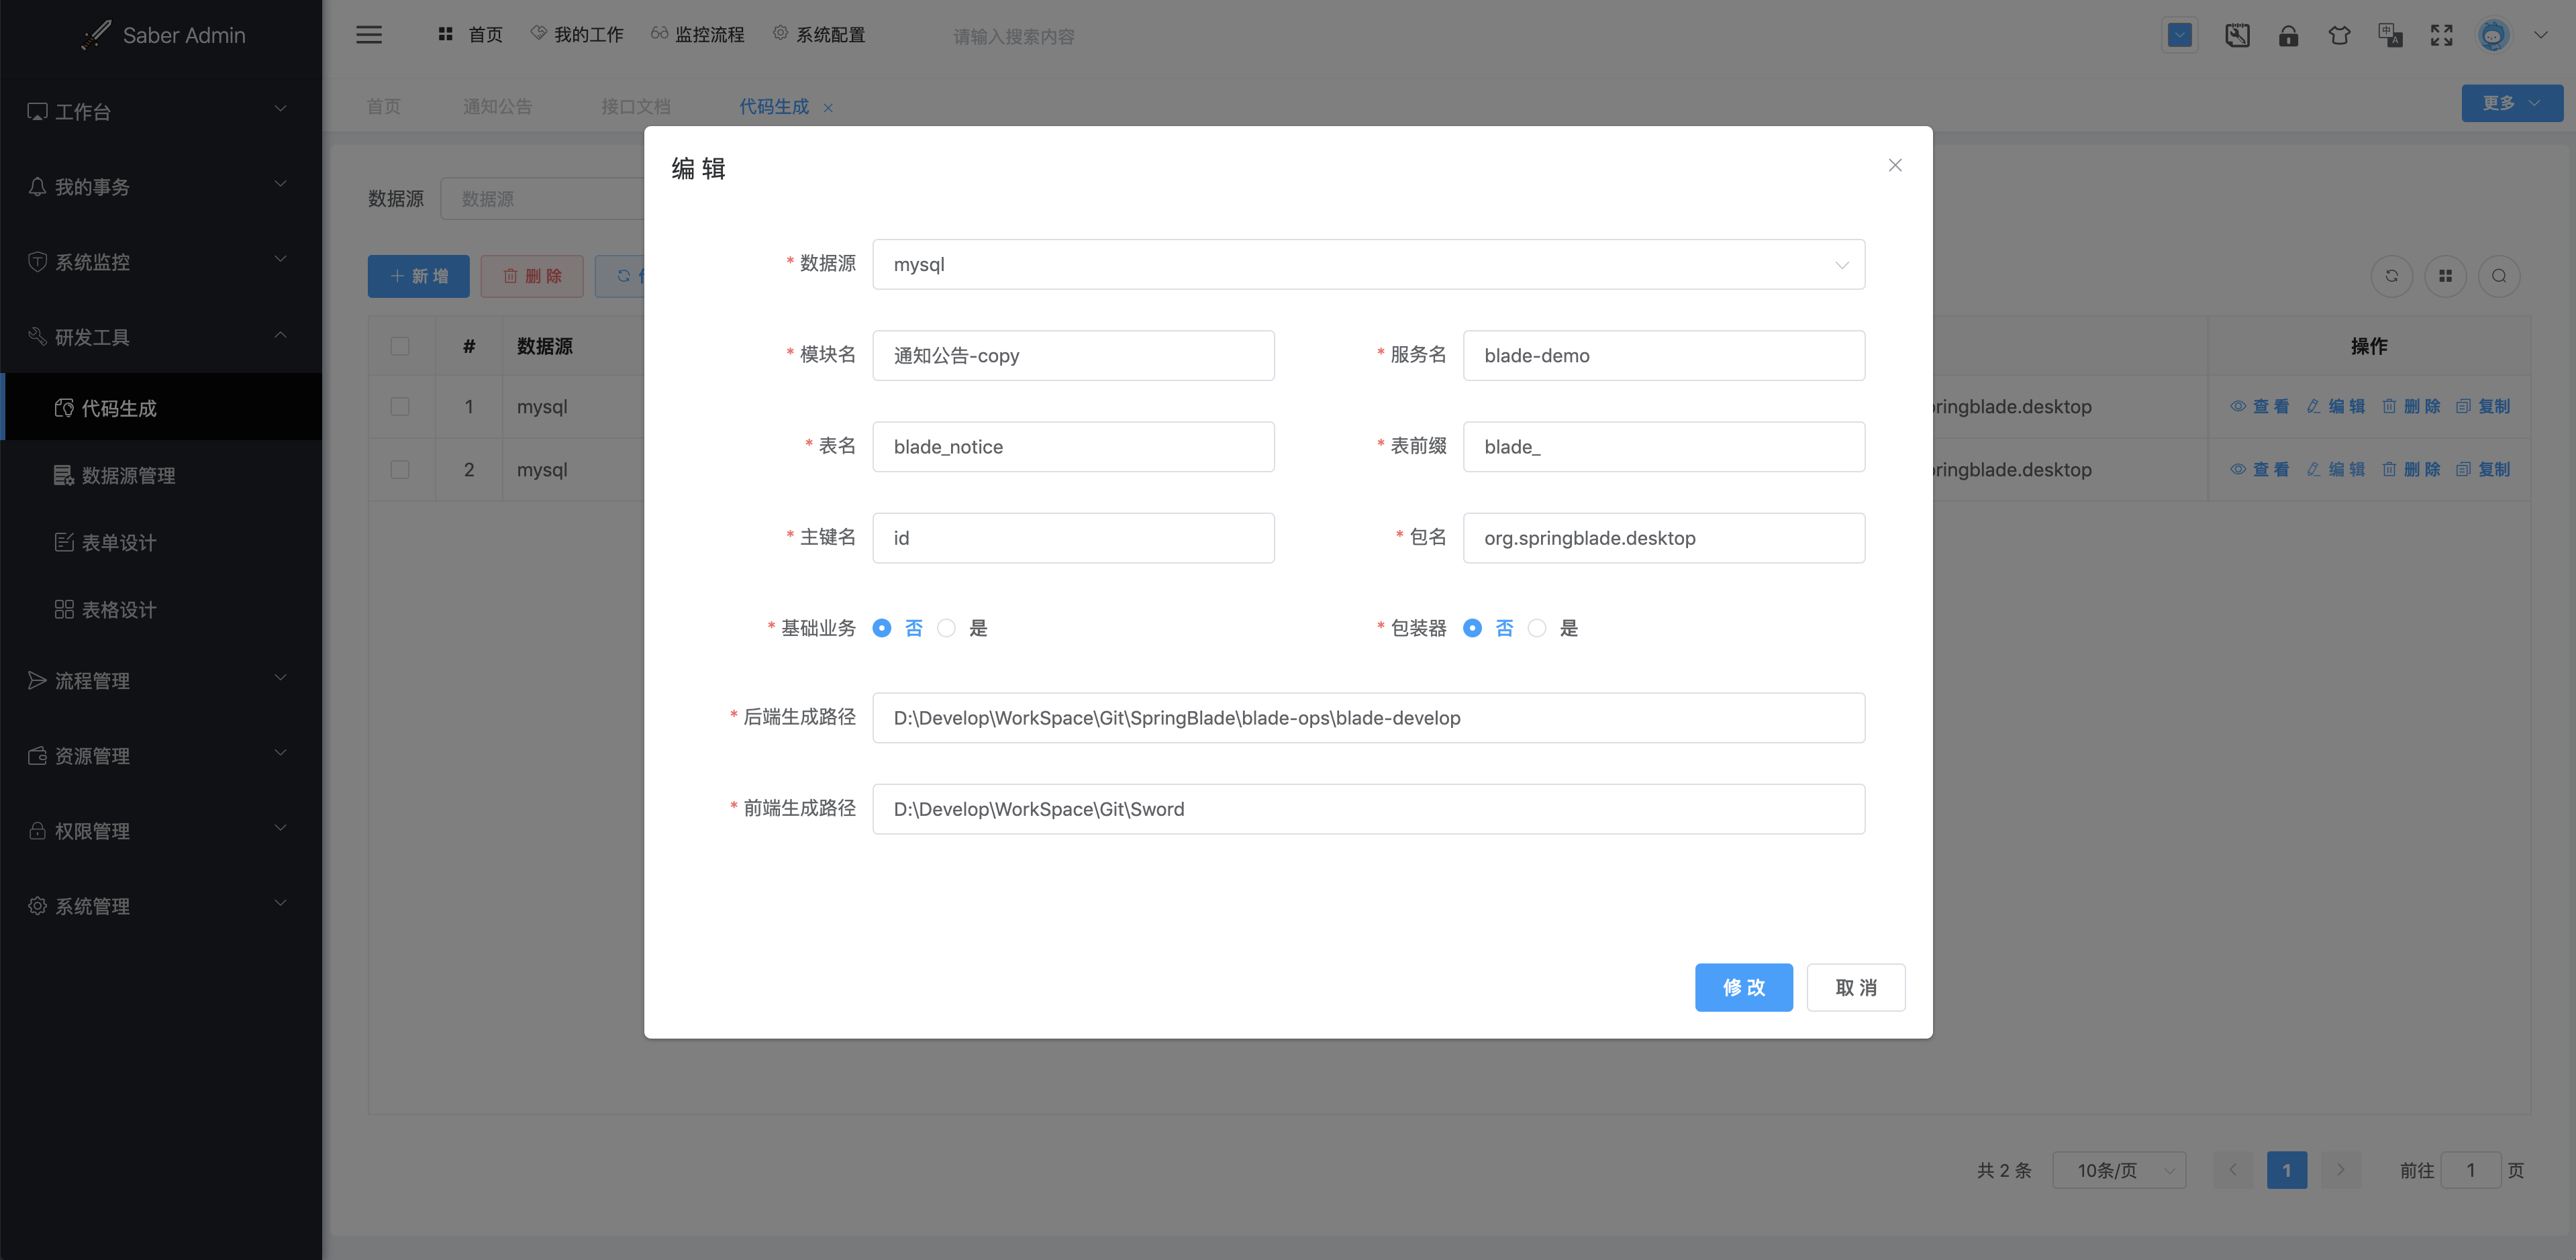 Saber Admin
首页 我的工作 监控流程 系统配置 请输入搜索内容
首页 通知公告 接口文档 代码生成 更多
工作台
我的事务
系统监控
研发工具
代码生成
数据源管理
表单设计
表格设计
流程管理
资源管理
权限管理
系统管理
数据源 数据源
新 增 删 除
# 数据源 操作
1 mysql ringblade.desktop 查 看 编 辑 删 除 复制
2 mysql ringblade.desktop 查 看 编 辑 删 除 复制
编 辑
* 数据源 mysql
* 模块名 通知公告-copy * 服务名 blade-demo
* 表名 blade_notice * 表前缀 blade_
* 主键名 id * 包名 org.springblade.desktop
* 基础业务 否 是 * 包装器 否 是
* 后端生成路径 D:\Develop\WorkSpace\Git\SpringBlade\blade-ops\blade-develop
* 前端生成路径 D:\Develop\WorkSpace\Git\Sword
修 改 取 消
共 2 条 10条/页 1 前往 1 页